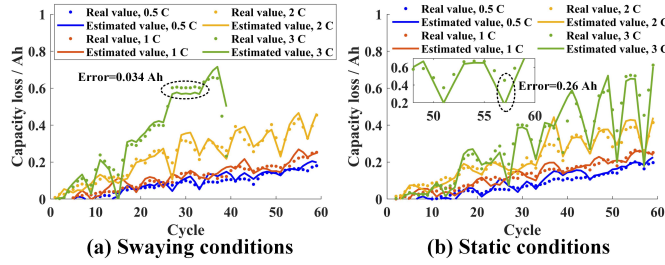 Real value, 0.5 C Real value, 2 C
Estimated value, 0.5 C Estimated value, 2 C
Real value, 1 C Real value, 3 C
Estimated value, 1 C Estimated value, 3 C
Error=0.034 Ah
Capacity loss / Ah
1
0.8
0.6
0.4
0.2
0
0 10 20 30 40 50 60
Cycle
(a) Swaying conditions
Real value, 0.5 C Real value, 2 C
Estimated value, 0.5 C Estimated value, 2 C
Real value, 1 C Real value, 3 C
Estimated value, 1 C Estimated value, 3 C
0.6
0.4
0.2
50 55 60
Error=0.26 Ah
Capacity loss / Ah
1
0.8
0.6
0.4
0.2
0
0 10 20 30 40 50 60
Cycle
(b) Static conditions